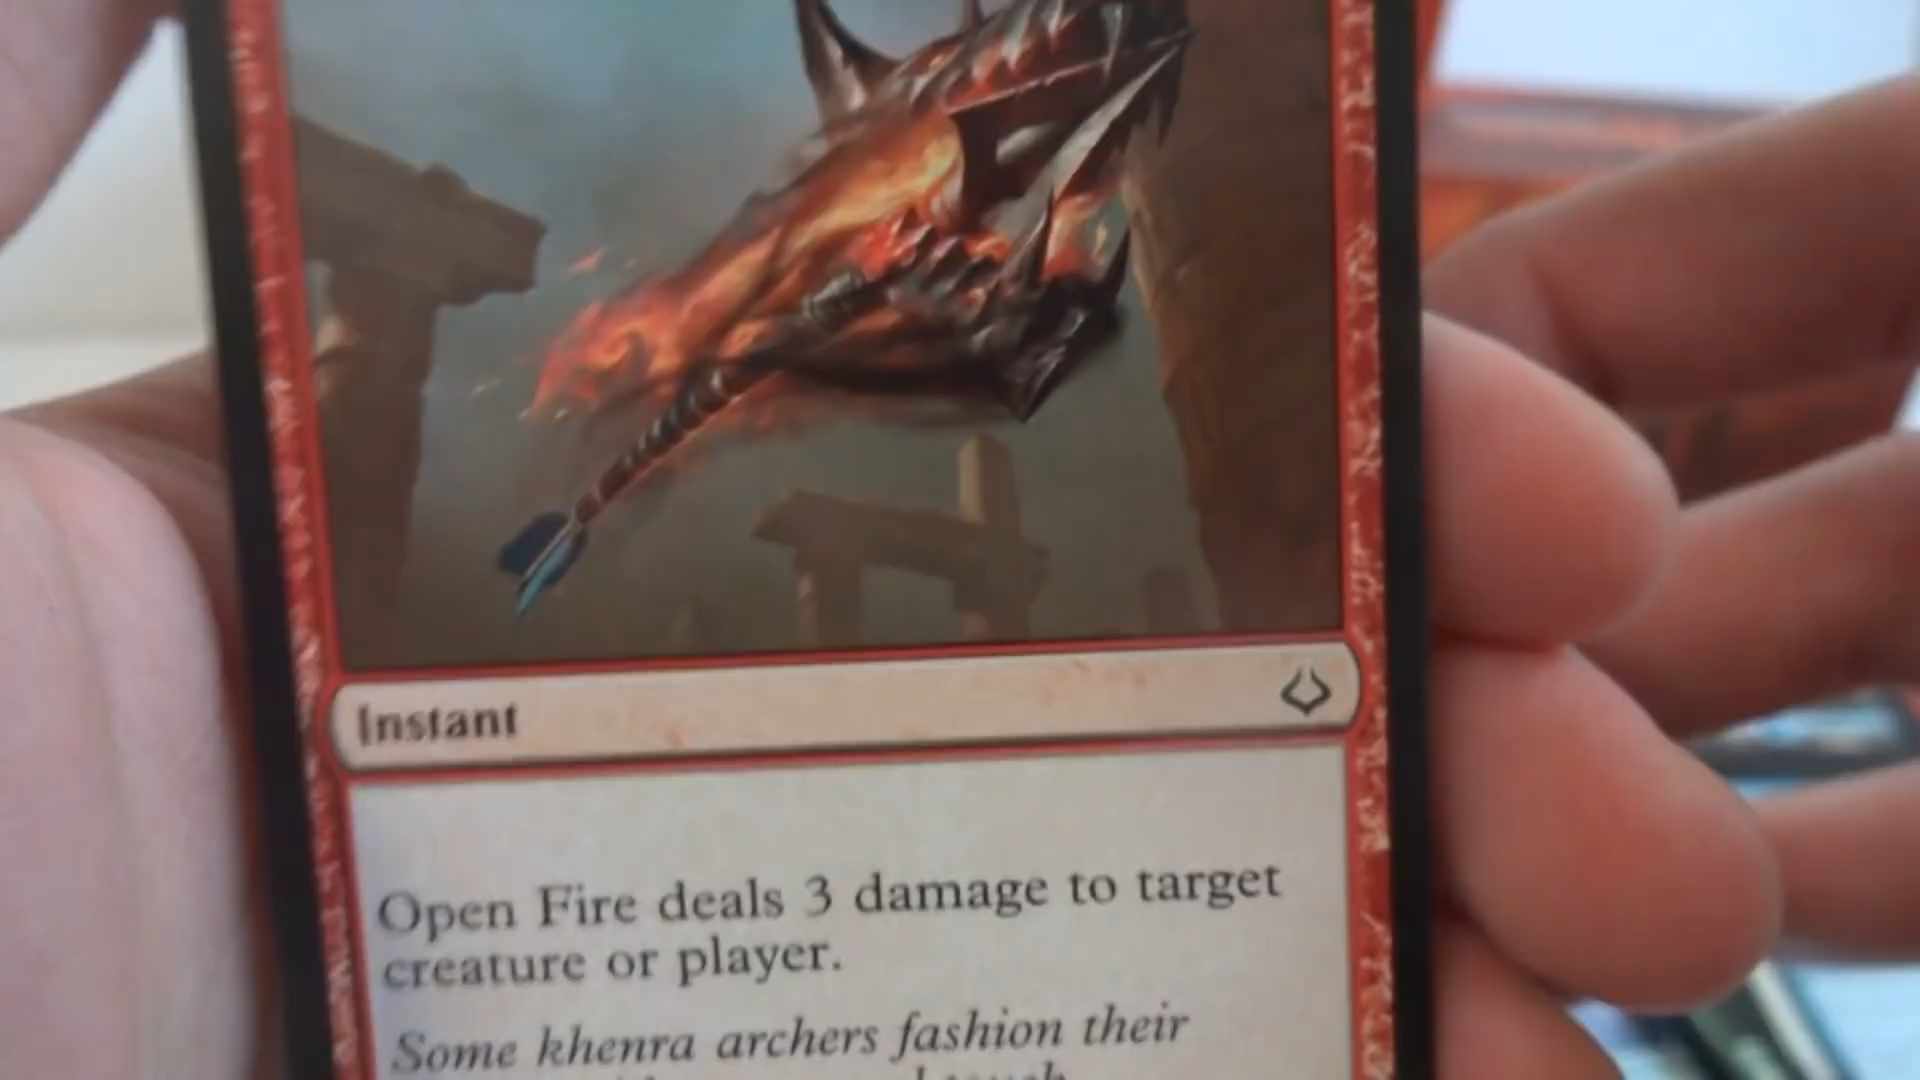 Instant
Open Fire deals 3 damage to target
creature or player.
Some khenra archers fashion their